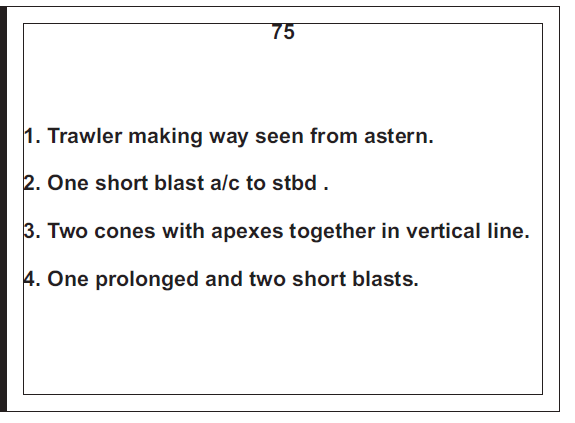 75
1. Trawler making way seen from astern.
2. One short blast a/c to stbd .
3. Two cones with apexes together in vertical line.
4. One prolonged and two short blasts.